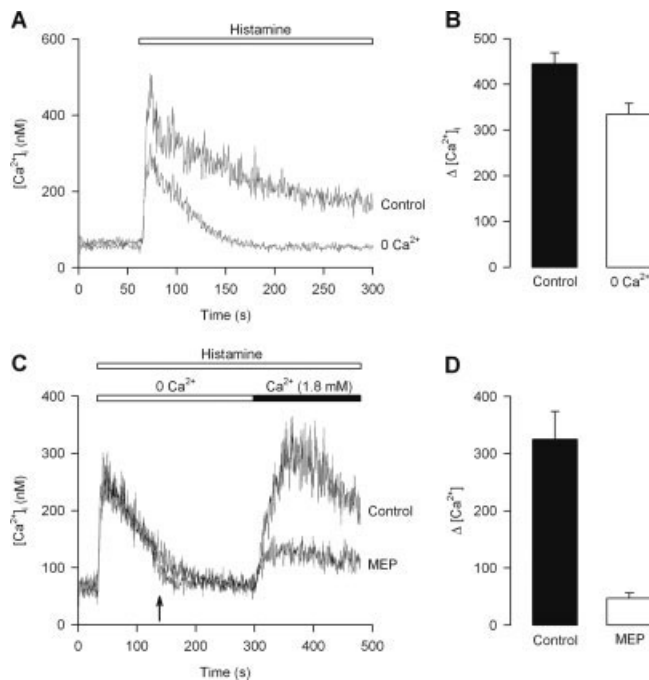 A
Histamine
600
400
200
0
[Ca²⁺]ᵢ (nM)
Control
0 Ca²⁺
0 50 100 150 200 250 300
Time (s)
B
500
400
300
200
100
0
Δ [Ca²⁺]ᵢ
Control 0 Ca²⁺
C
Histamine
0 Ca²⁺ Ca²⁺ (1.8 mM)
400
300
200
100
0
[Ca²⁺]ᵢ (nM)
Control
MEP
0 100 200 300 400 500
Time (s)
D
400
300
200
100
0
Δ [Ca²⁺]
Control MEP